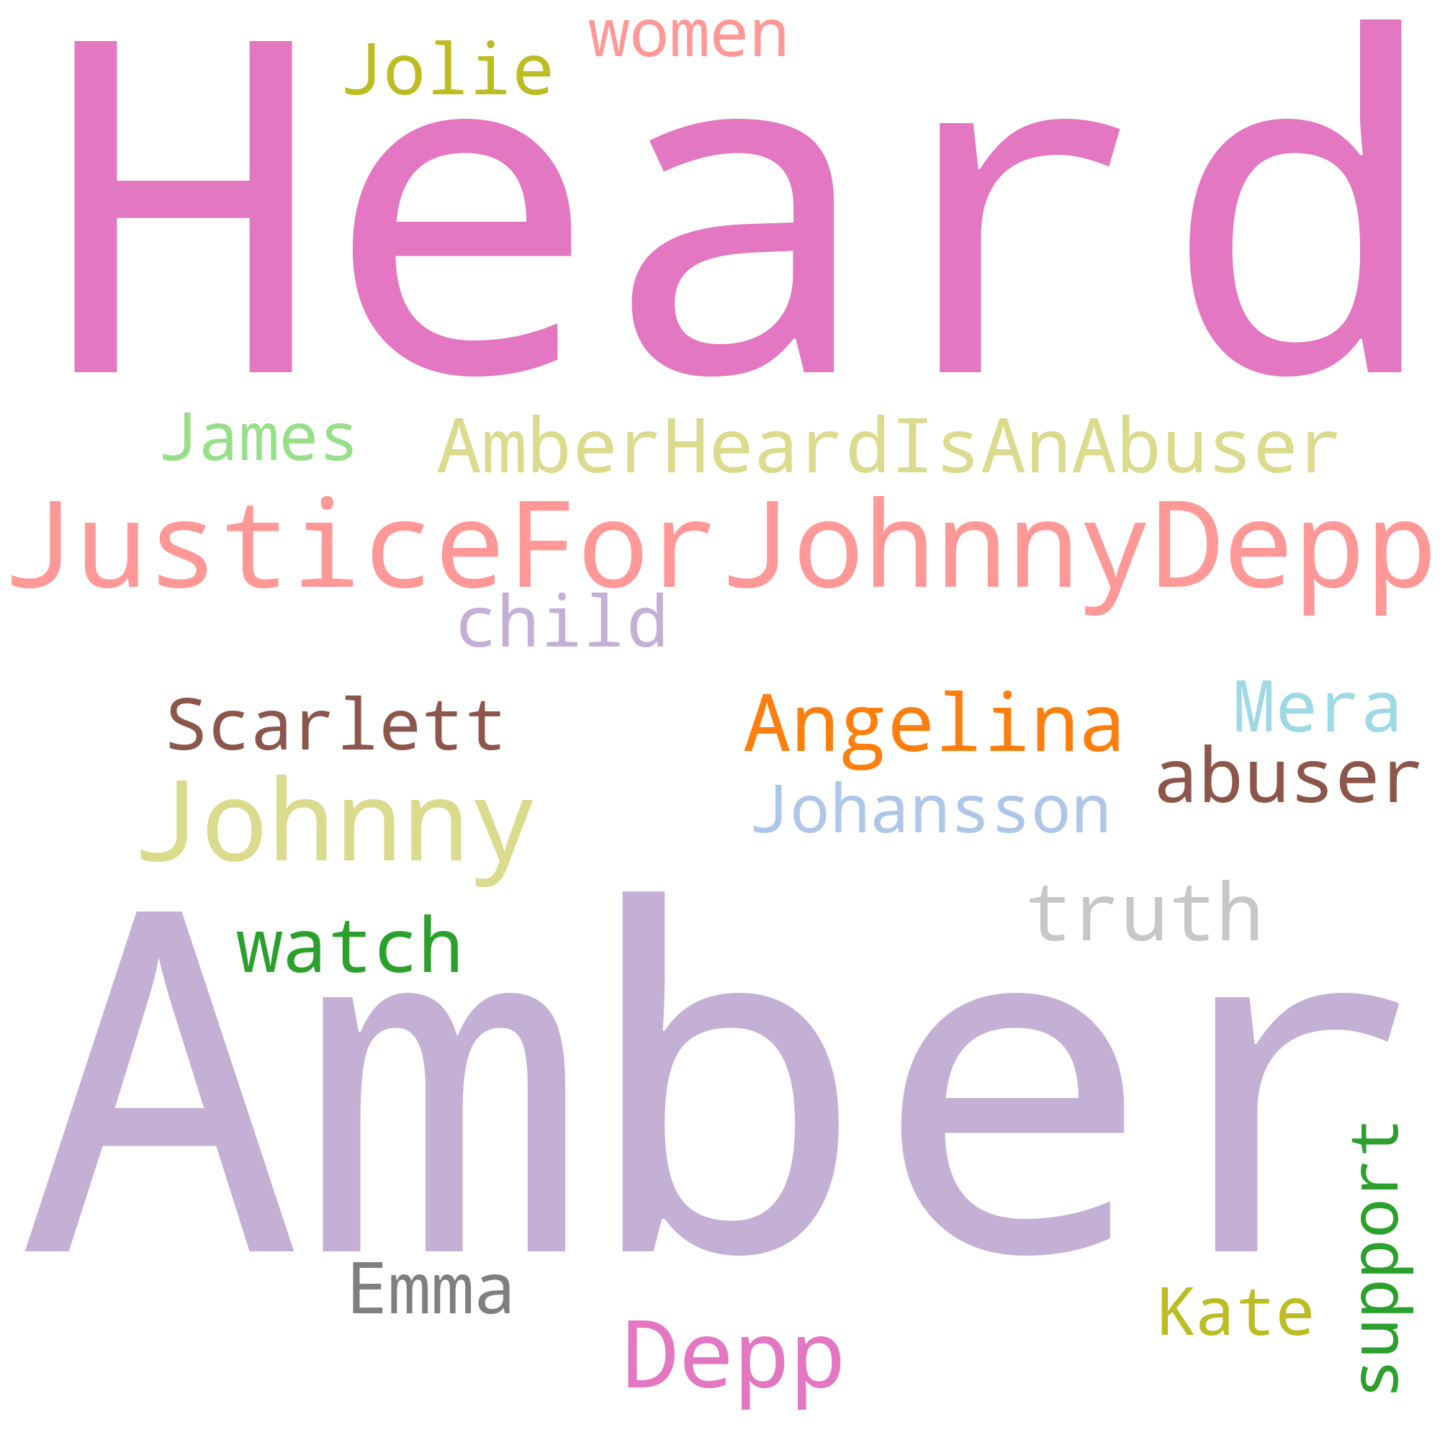 women
Jolie
Heard
James
AmberHeardIsAnAbuser
JusticeForJohnnyDepp
child
Scarlett
Angelina
Mera
abuser
Johnny
Johansson
truth
watch
Amber
support
Emma
Kate
Depp